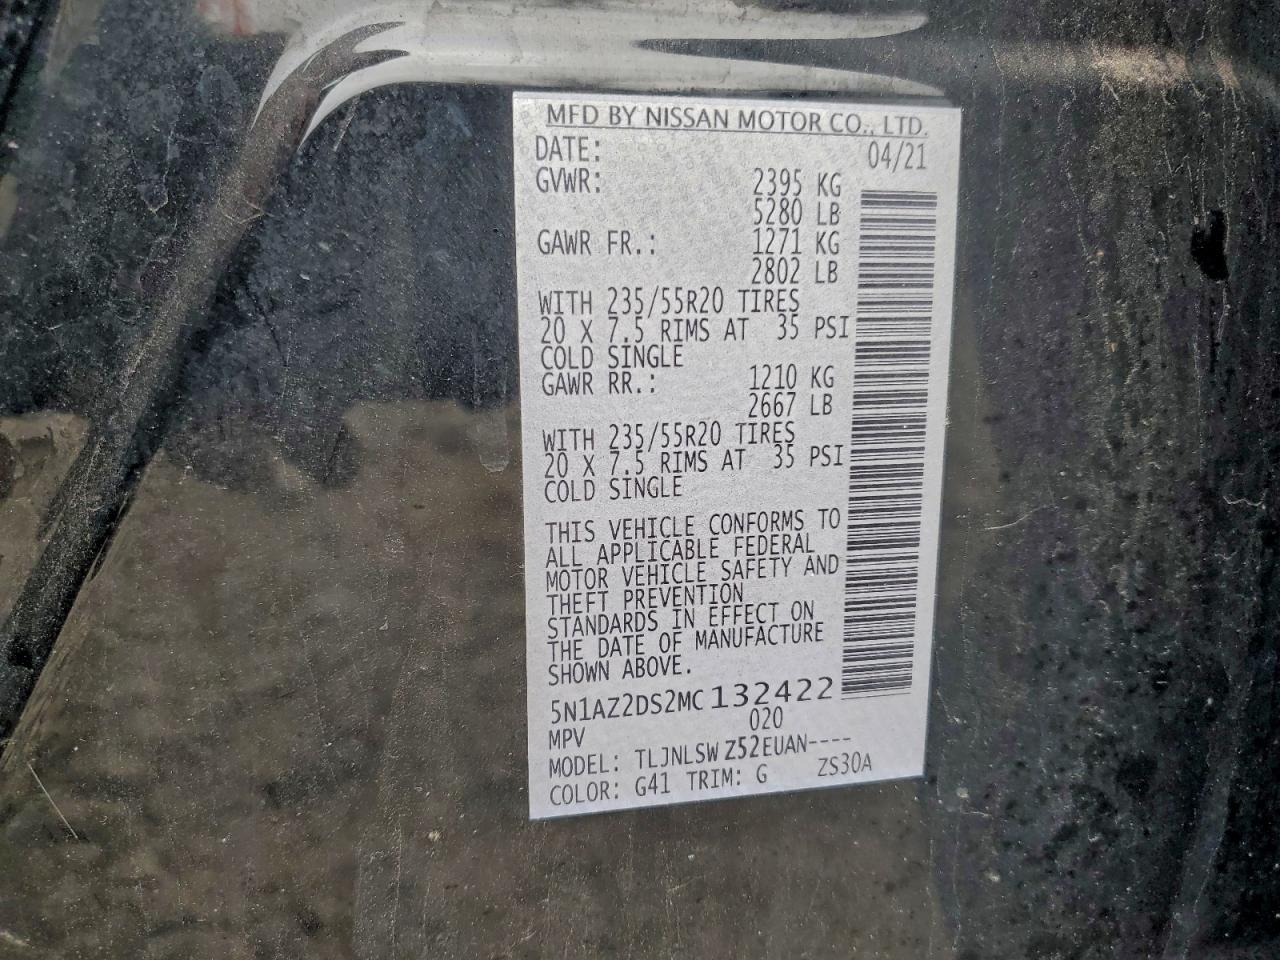 MFD BY NISSAN MOTOR CO., LTD.
DATE: 04/21
GVWR: 2395 KG
5280 LB
GAWR FR.: 1271 KG
2802 LB
WITH 235/55R20 TIRES
20 X 7.5 RIMS AT 35 PSI
COLD SINGLE
GAWR RR.: 1210 KG
2667 LB
WITH 235/55R20 TIRES
20 X 7.5 RIMS AT 35 PSI
COLD SINGLE
THIS VEHICLE CONFORMS TO
ALL APPLICABLE FEDERAL
MOTOR VEHICLE SAFETY AND
THEFT PREVENTION
STANDARDS IN EFFECT ON
THE DATE OF MANUFACTURE
SHOWN ABOVE.
5N1AZ2DS2MC132422
MPV 020
MODEL: TLJNLSW Z52EUAN----
COLOR: G41 TRIM: G ZS30A